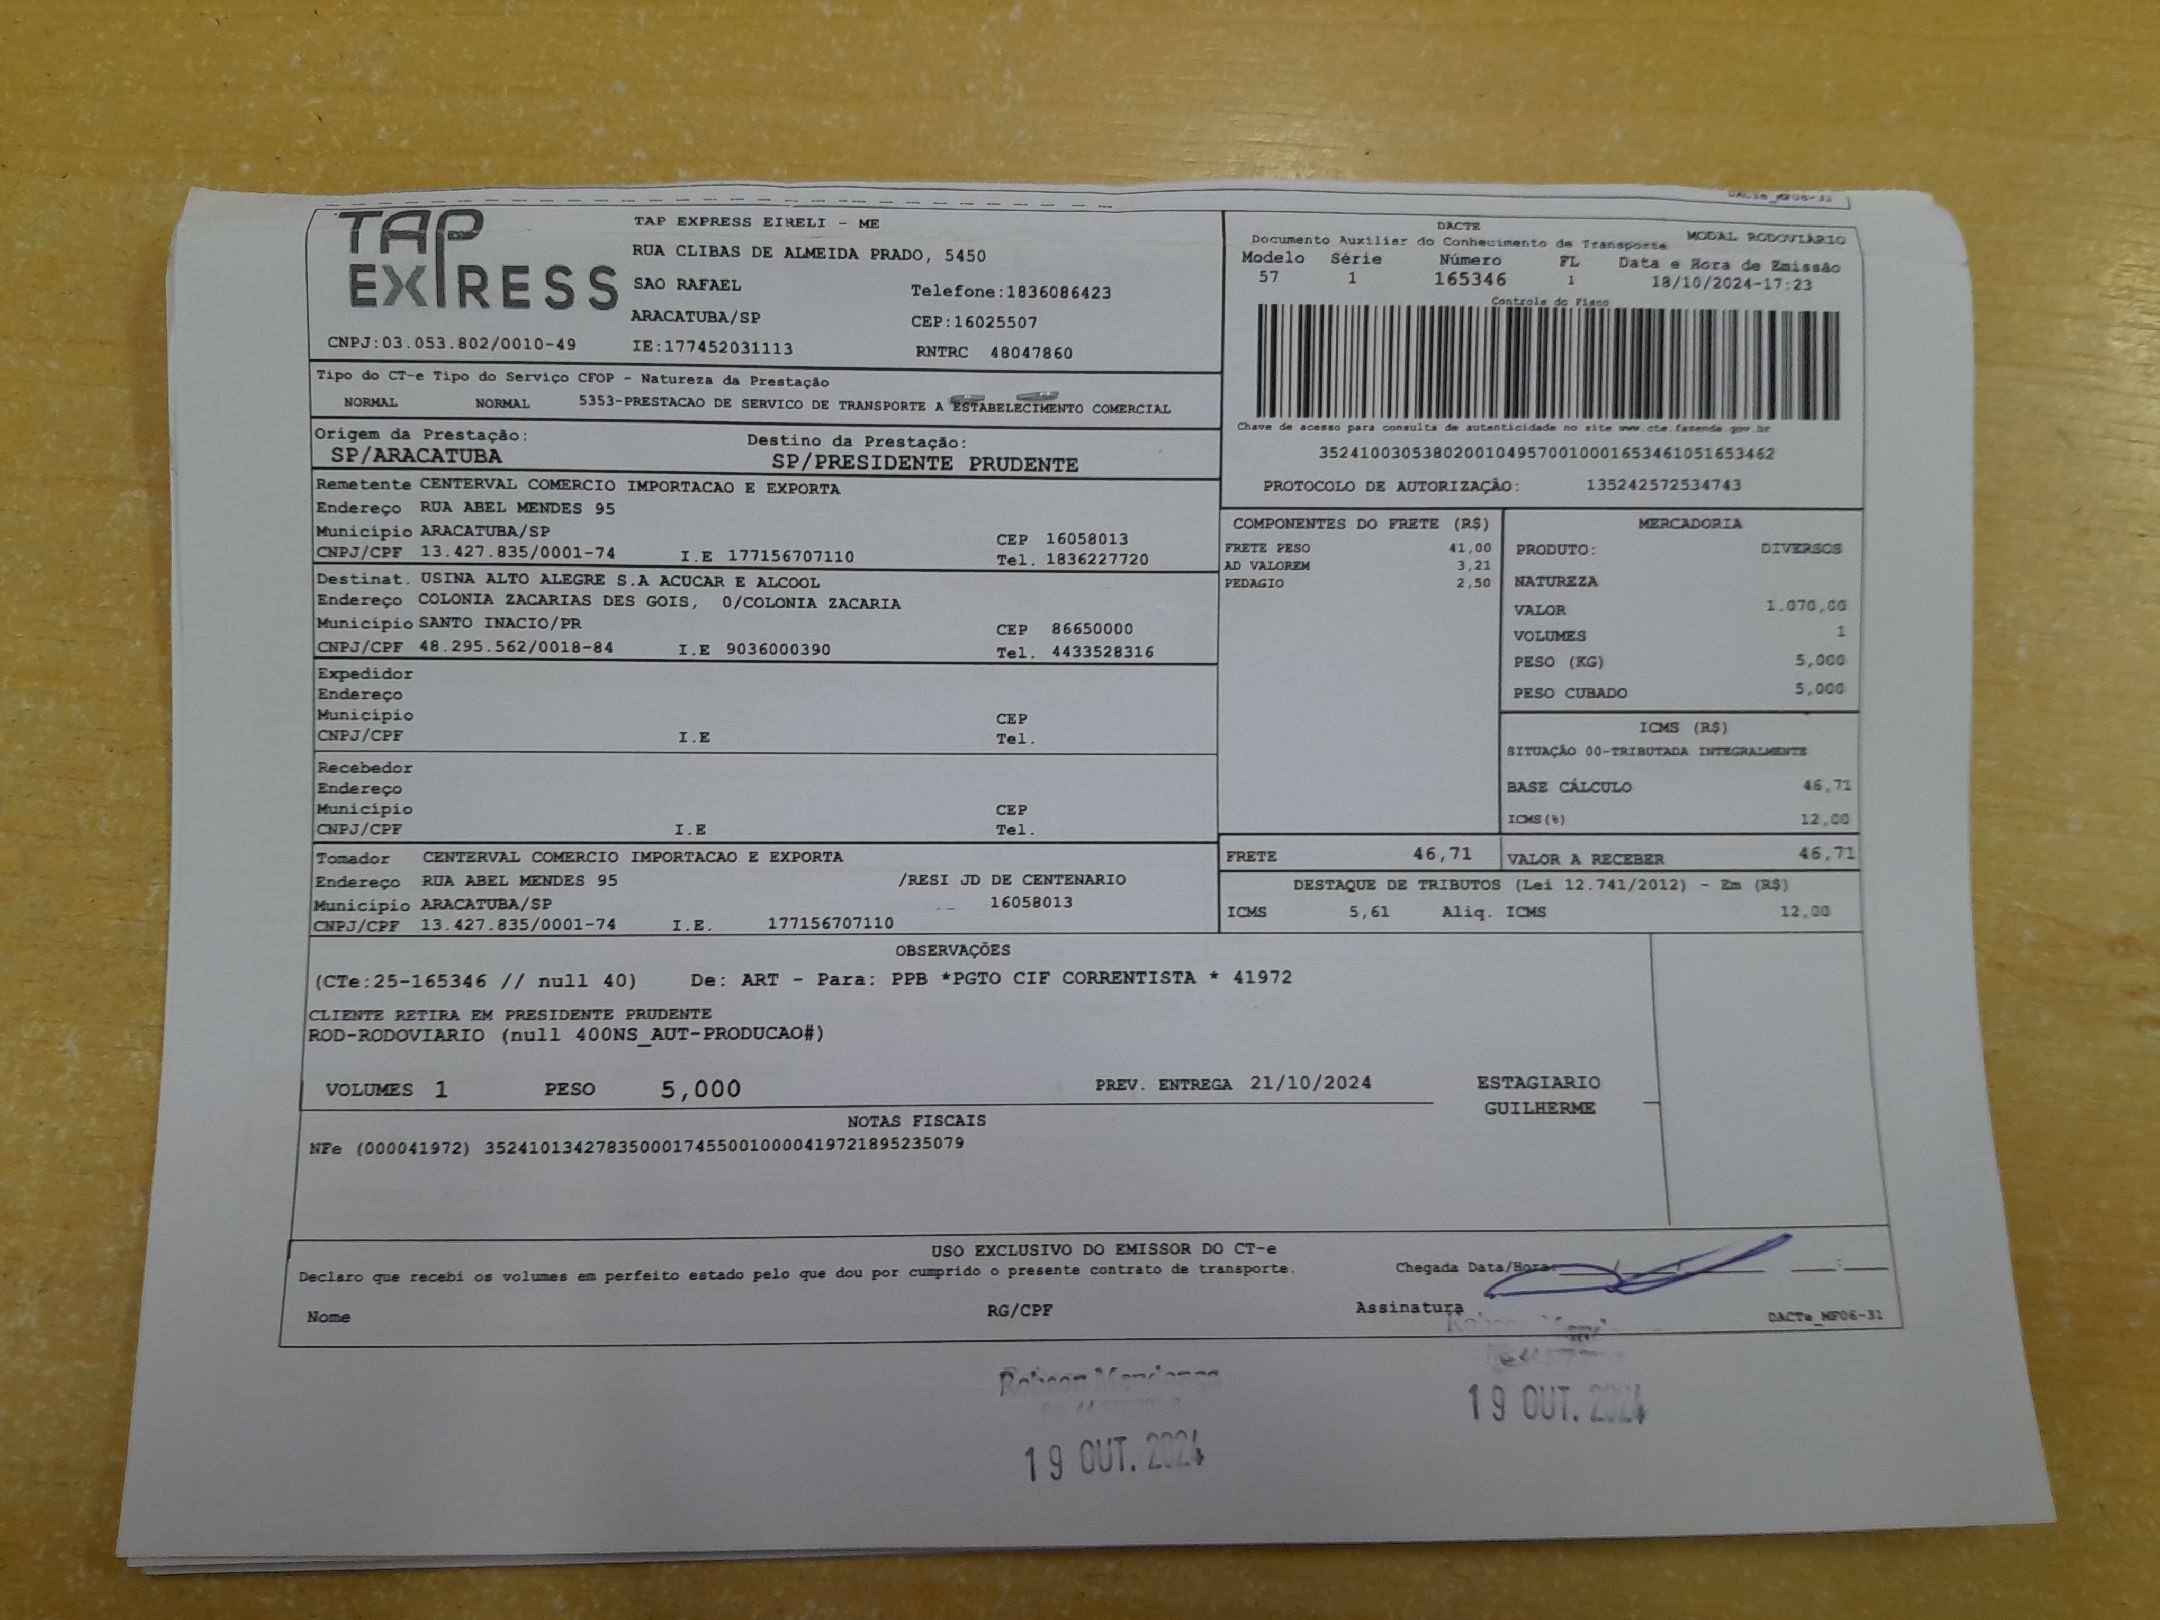 DACTe_MF06-31
TAP
EXPRESS
TAP EXPRESS EIRELI - ME
RUA CLIBAS DE ALMEIDA PRADO, 5450
SAO RAFAEL
Telefone:1836086423
ARACATUBA/SP
CEP:16025507
CNPJ:03.053.802/0010-49
IE:177452031113
RNTRC 48047860
DACTE
Documento Auxiliar do Conhecimento de Transporte
MODAL RODOVIÁRIO
Modelo Série Número FL Data e Hora de Emissão
57 1 165346 1 18/10/2024-17:23
Controle do Fisco
Chave de acesso para consulta de autenticidade no site www.cte.fazenda.gov.br
35241003053802001049570010001653461051653462
PROTOCOLO DE AUTORIZAÇÃO: 135242572534743
Tipo do CT-e Tipo do Serviço CFOP - Natureza da Prestação
NORMAL NORMAL 5353-PRESTACAO DE SERVICO DE TRANSPORTE A ESTABELECIMENTO COMERCIAL
Origem da Prestação: Destino da Prestação:
SP/ARACATUBA SP/PRESIDENTE PRUDENTE
Remetente CENTERVAL COMERCIO IMPORTACAO E EXPORTA
Endereço RUA ABEL MENDES 95
Município ARACATUBA/SP CEP 16058013
CNPJ/CPF 13.427.835/0001-74 I.E 177156707110 Tel. 1836227720
Destinat. USINA ALTO ALEGRE S.A ACUCAR E ALCOOL
Endereço COLONIA ZACARIAS DES GOIS, 0/COLONIA ZACARIA
Município SANTO INACIO/PR CEP 86650000
CNPJ/CPF 48.295.562/0018-84 I.E 9036000390 Tel. 4433528316
Expedidor
Endereço
Município CEP
CNPJ/CPF I.E Tel.
Recebedor
Endereço
Município CEP
CNPJ/CPF I.E Tel.
Tomador CENTERVAL COMERCIO IMPORTACAO E EXPORTA
Endereço RUA ABEL MENDES 95 /RESI JD DE CENTENARIO
Município ARACATUBA/SP 16058013
CNPJ/CPF 13.427.835/0001-74 I.E. 177156707110
COMPONENTES DO FRETE (R$)
FRETE PESO 41,00
AD VALOREM 3,21
PEDAGIO 2,50
MERCADORIA
PRODUTO: DIVERSOS
NATUREZA
VALOR 1.070,00
VOLUMES 1
PESO (KG) 5,000
PESO CUBADO 5,000
ICMS (R$)
SITUAÇÃO 00-TRIBUTADA INTEGRALMENTE
BASE CÁLCULO 46,71
ICMS(%) 12,00
FRETE 46,71 VALOR A RECEBER 46,71
DESTAQUE DE TRIBUTOS (Lei 12.741/2012) - Em (R$)
ICMS 5,61 Aliq. ICMS 12,00
OBSERVAÇÕES
(CTe:25-165346 // null 40) De: ART - Para: PPB *PGTO CIF CORRENTISTA * 41972
CLIENTE RETIRA EM PRESIDENTE PRUDENTE
ROD-RODOVIARIO (null 400NS_AUT-PRODUCAO#)
VOLUMES 1 PESO 5,000 PREV. ENTREGA 21/10/2024
ESTAGIARIO
GUILHERME
NOTAS FISCAIS
NFe (000041972) 35241013427835000174550010000419721895235079
USO EXCLUSIVO DO EMISSOR DO CT-e
Declaro que recebi os volumes em perfeito estado pelo que dou por cumprido o presente contrato de transporte.
Chegada Data/Hora: / / :
Nome RG/CPF Assinatura
DACTe_MF06-31
19 OUT. 2024
19 OUT. 2024